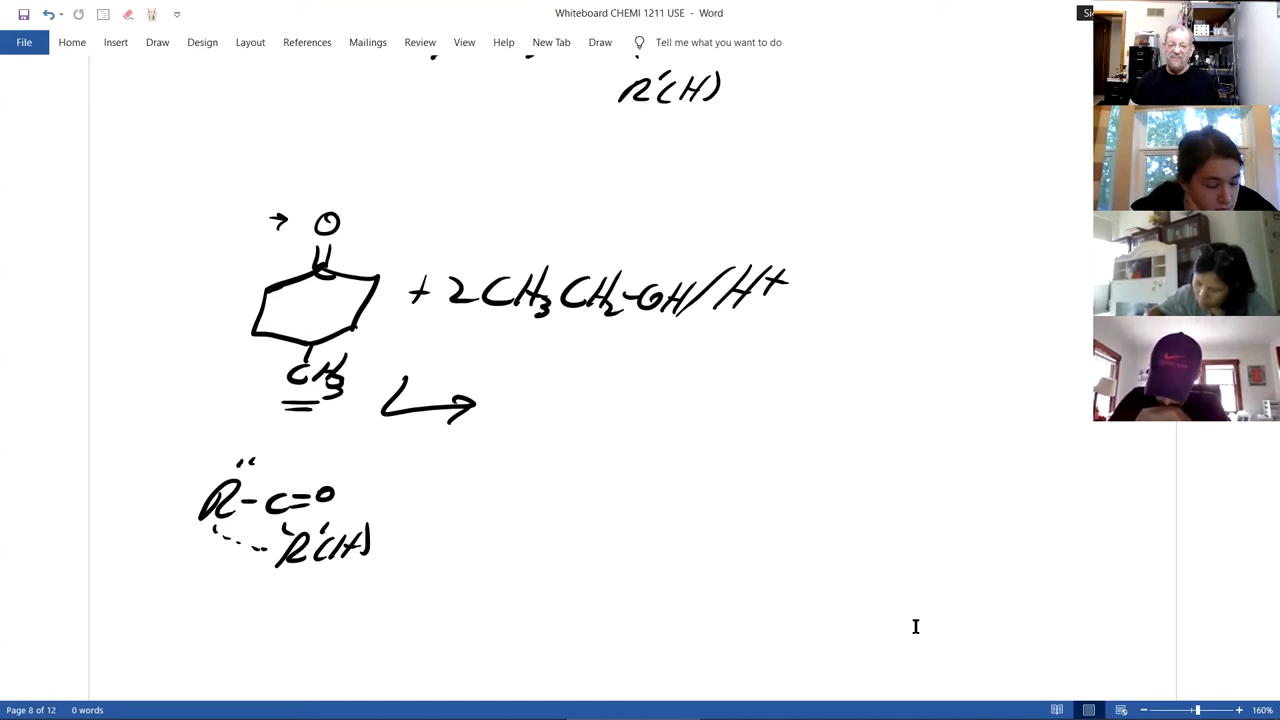 Whiteboard CHEMI 1211 USE - Word
File Home Insert Draw Design Layout References Mailings Review View Help New Tab Draw Tell me what you want to do
R'(H)
→ O
+ 2CH3CH2-OH/H+
CH3
R-C=O
R'(H)
Page 8 of 12 0 words
160%